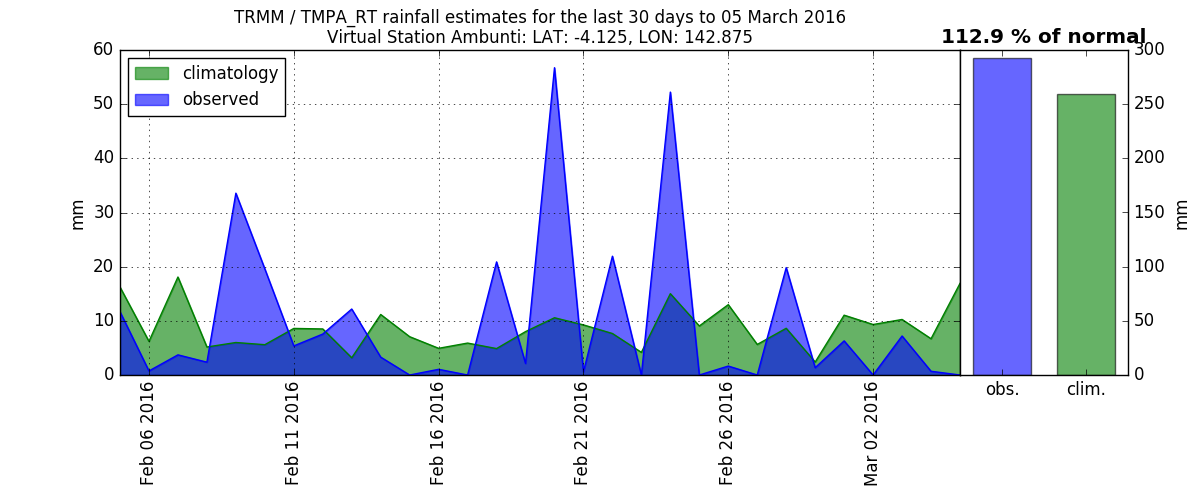 TRMM / TMPA_RT rainfall estimates for the last 30 days to 05 March 2016
Virtual Station Ambunti: LAT: -4.125, LON: 142.875
112.9 % of normal
climatology
observed
60
50
40
30
20
10
0
mm
300
250
200
150
100
50
0
mm
Feb 06 2016
Feb 11 2016
Feb 16 2016
Feb 21 2016
Feb 26 2016
Mar 02 2016
obs.
clim.